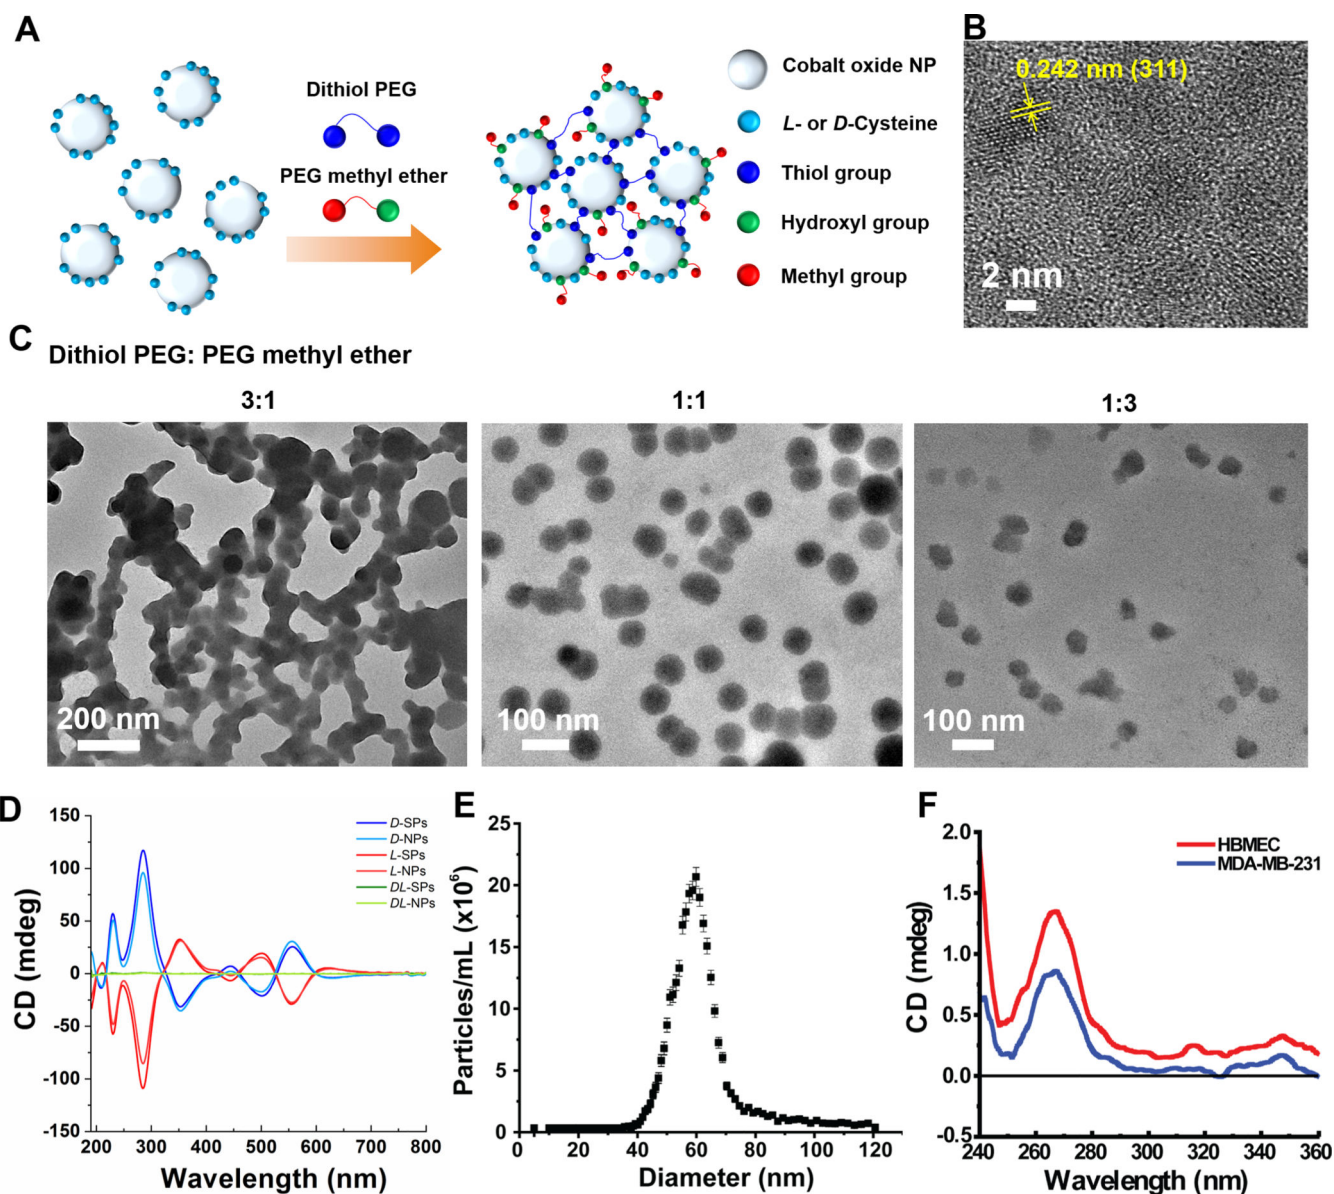 A
Dithiol PEG
PEG methyl ether
Cobalt oxide NP
L- or D-Cysteine
Thiol group
Hydroxyl group
Methyl group
B
0.242 nm (311)
2 nm
C
Dithiol PEG: PEG methyl ether
3:1
1:1
1:3
200 nm
100 nm
100 nm
D
150
100
50
0
-50
-100
-150
CD (mdeg)
200 300 400 500 600 700 800
Wavelength (nm)
D-SPs
D-NPs
L-SPs
L-NPs
DL-SPs
DL-NPs
E
25
20
15
10
5
0
Particles/mL (x10⁶)
0 20 40 60 80 100 120
Diameter (nm)
F
2.0
1.5
1.0
0.5
0.0
-0.5
CD (mdeg)
240 260 280 300 320 340 360
Wavelength (nm)
HBMEC
MDA-MB-231